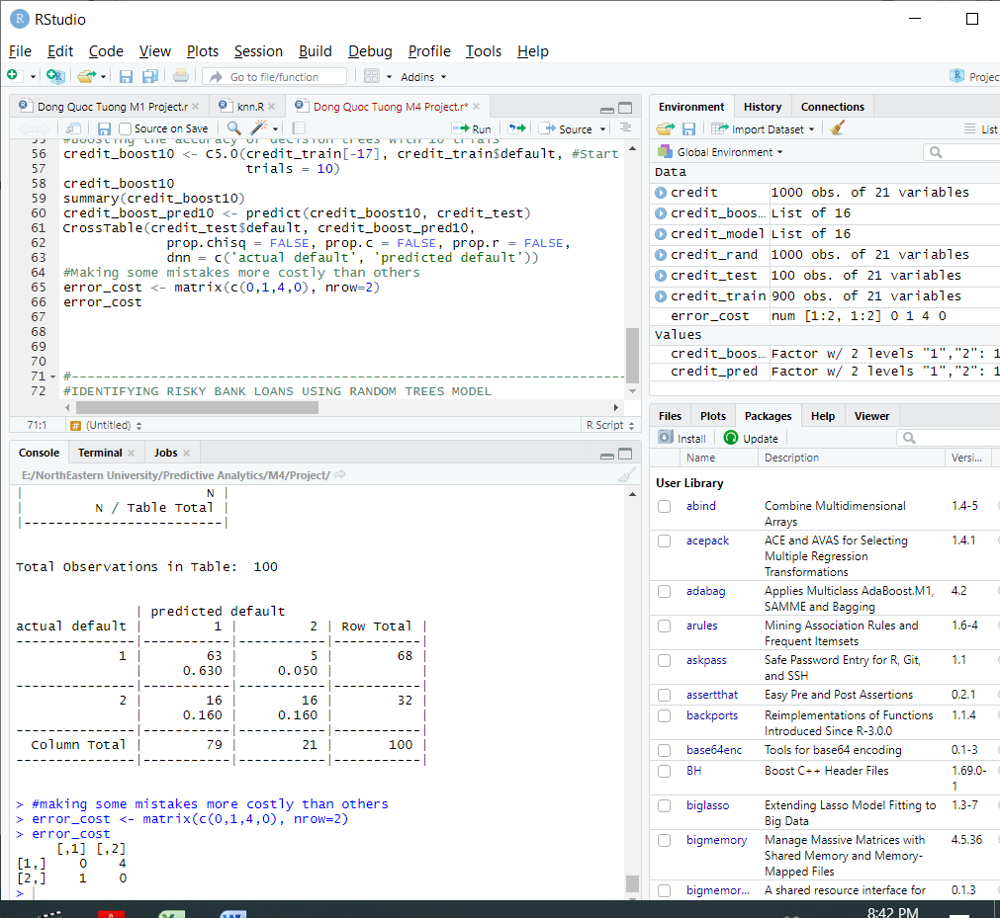 RStudio
File Edit Code View Plots Session Build Debug Profile Tools Help
Go to file/function Addins Projec
Dong Quoc Tuong M1 Project.r knn.R Dong Quoc Tuong M4 Project.r*
Source on Save Run Source
55 #Boosting the accuracy of decision trees with 10 trials
56 credit_boost10 <- C5.0(credit_train[-17], credit_train$default, #Start
57 trials = 10)
58 credit_boost10
59 summary(credit_boost10)
60 credit_boost_pred10 <- predict(credit_boost10, credit_test)
61 CrossTable(credit_test$default, credit_boost_pred10,
62 prop.chisq = FALSE, prop.c = FALSE, prop.r = FALSE,
63 dnn = c('actual default', 'predicted default'))
64 #Making some mistakes more costly than others
65 error_cost <- matrix(c(0,1,4,0), nrow=2)
66 error_cost
67
68
69
70
71 #----------------------------------------------------------------------
72 #IDENTIFYING RISKY BANK LOANS USING RANDOM TREES MODEL
71:1 # (Untitled) R Script
Console Terminal Jobs
E:/NorthEastern University/Predictive Analytics/M4/Project/
| N |
| N / Table Total |
|-------------------------|
Total Observations in Table: 100
| predicted default
actual default | 1 | 2 | Row Total |
---------------|-----------|-----------|-----------|
1 | 63 | 5 | 68 |
| 0.630 | 0.050 | |
---------------|-----------|-----------|-----------|
2 | 16 | 16 | 32 |
| 0.160 | 0.160 | |
---------------|-----------|-----------|-----------|
Column Total | 79 | 21 | 100 |
---------------|-----------|-----------|-----------|
> #making some mistakes more costly than others
> error_cost <- matrix(c(0,1,4,0), nrow=2)
> error_cost
[,1] [,2]
[1,] 0 4
[2,] 1 0
>
Environment History Connections
Import Dataset List
Global Environment
Data
credit 1000 obs. of 21 variables
credit_boos… List of 16
credit_model List of 16
credit_rand 1000 obs. of 21 variables
credit_test 100 obs. of 21 variables
credit_train 900 obs. of 21 variables
error_cost num [1:2, 1:2] 0 1 4 0
Values
credit_boos… Factor w/ 2 levels "1","2": 1
credit_pred Factor w/ 2 levels "1","2": 1
Files Plots Packages Help Viewer
Install Update
Name Description Versi...
User Library
abind Combine Multidimensional 1.4-5
Arrays
acepack ACE and AVAS for Selecting 1.4.1
Multiple Regression
Transformations
adabag Applies Multiclass AdaBoost.M1, 4.2
SAMME and Bagging
arules Mining Association Rules and 1.6-4
Frequent Itemsets
askpass Safe Password Entry for R, Git, 1.1
and SSH
assertthat Easy Pre and Post Assertions 0.2.1
backports Reimplementations of Functions 1.1.4
Introduced Since R-3.0.0
base64enc Tools for base64 encoding 0.1-3
BH Boost C++ Header Files 1.69.0-
1
biglasso Extending Lasso Model Fitting to 1.3-7
Big Data
bigmemory Manage Massive Matrices with 4.5.36
Shared Memory and Memory-
Mapped Files
bigmemor... A shared resource interface for 0.1.3
8:42 PM